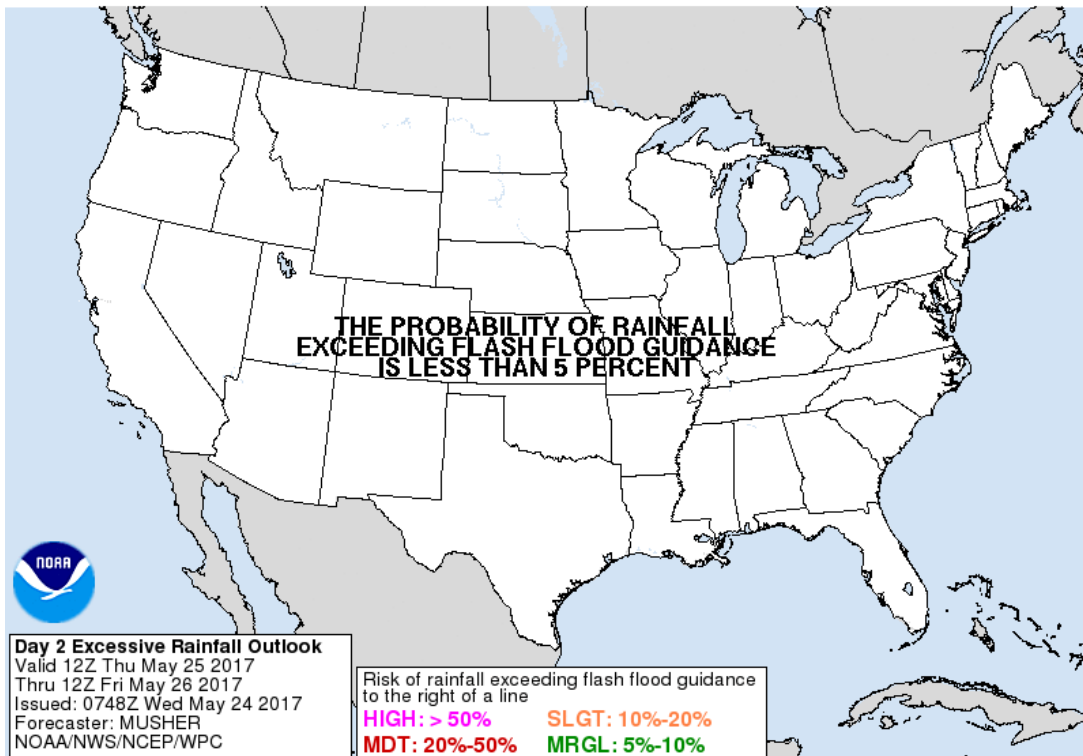 THE PROBABILITY OF RAINFALL
EXCEEDING FLASH FLOOD GUIDANCE
IS LESS THAN 5 PERCENT
NOAA
Day 2 Excessive Rainfall Outlook
Valid 12Z Thu May 25 2017
Thru 12Z Fri May 26 2017
Issued: 0748Z Wed May 24 2017
Forecaster: MUSHER
NOAA/NWS/NCEP/WPC
Risk of rainfall exceeding flash flood guidance
to the right of a line
HIGH: > 50% SLGT: 10%-20%
MDT: 20%-50% MRGL: 5%-10%